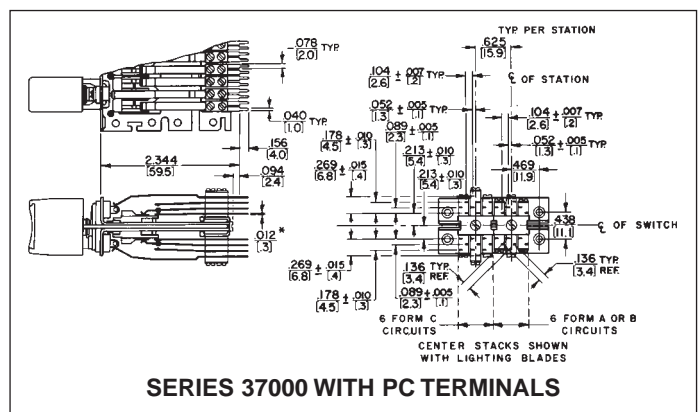 TYP. PER STATION
.625
[15.9]
.078 TYP.
[2.0]
.104 ± .007 TYP.
[2.6] [.2]
℄ OF STATION
.052 ± .005 TYP.
[1.3] [.1]
.104 ± .007
[2.6] [.2] TYP.
.040 TYP.
[1.0]
.156
[4.0]
.178 ± .010
[4.5] [.3]
.089 ± .005
[2.3] [.1]
.052 ± .005 TYP.
[1.3] [.1]
2.344
[59.5]
.094
[2.4]
.269 ± .015
[6.8] [.4]
.213 ± .010
[5.4] [.3]
.213 ± .010
[5.4] [.3]
.469
[11.9]
.012 *
[.3]
.438
[11.1]
℄ OF SWITCH
.269 ± .015
[6.8] [.4]
.136 TYP.
[3.4] REF.
.136 TYP.
[3.4] REF.
.178 ± .010
[4.5] [.3]
.089 ± .005
[2.3] [.1]
6 FORM C
CIRCUITS
6 FORM A OR B
CIRCUITS
CENTER STACKS SHOWN
WITH LIGHTING BLADES
SERIES 37000 WITH PC TERMINALS